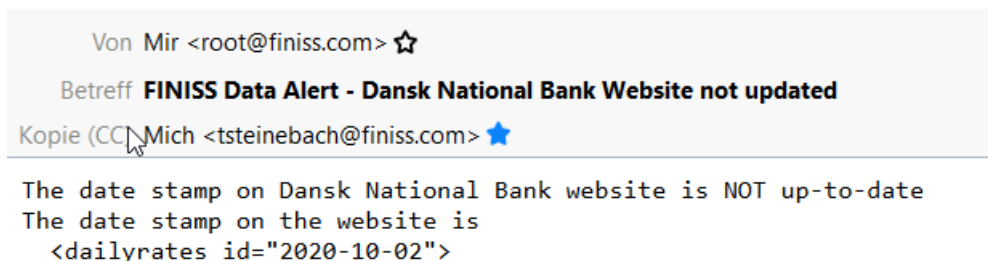 Von Mir <root@finiss.com>
Betreff FINISS Data Alert - Dansk National Bank Website not updated
Kopie (CC) Mich <tsteinebach@finiss.com>
The date stamp on Dansk National Bank website is NOT up-to-date
The date stamp on the website is
<dailyrates id="2020-10-02">